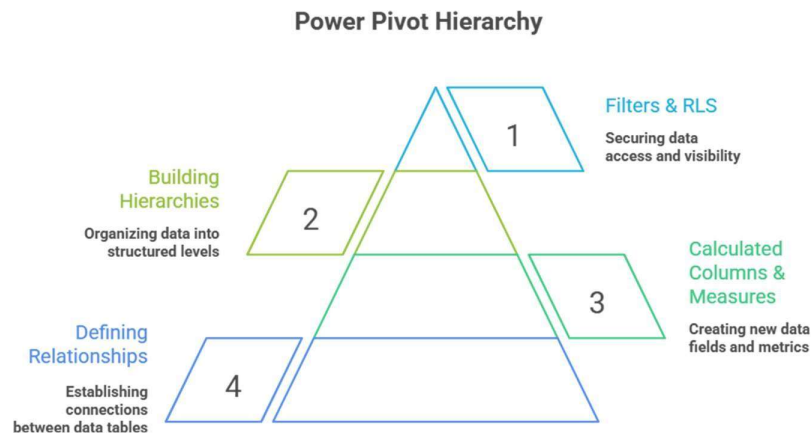 Power Pivot Hierarchy
1
Filters & RLS
Securing data
access and visibility
Building
Hierarchies
Organizing data into
structured levels
2
3
Calculated
Columns &
Measures
Creating new data
fields and metrics
Defining
Relationships
Establishing
connections
between data tables
4